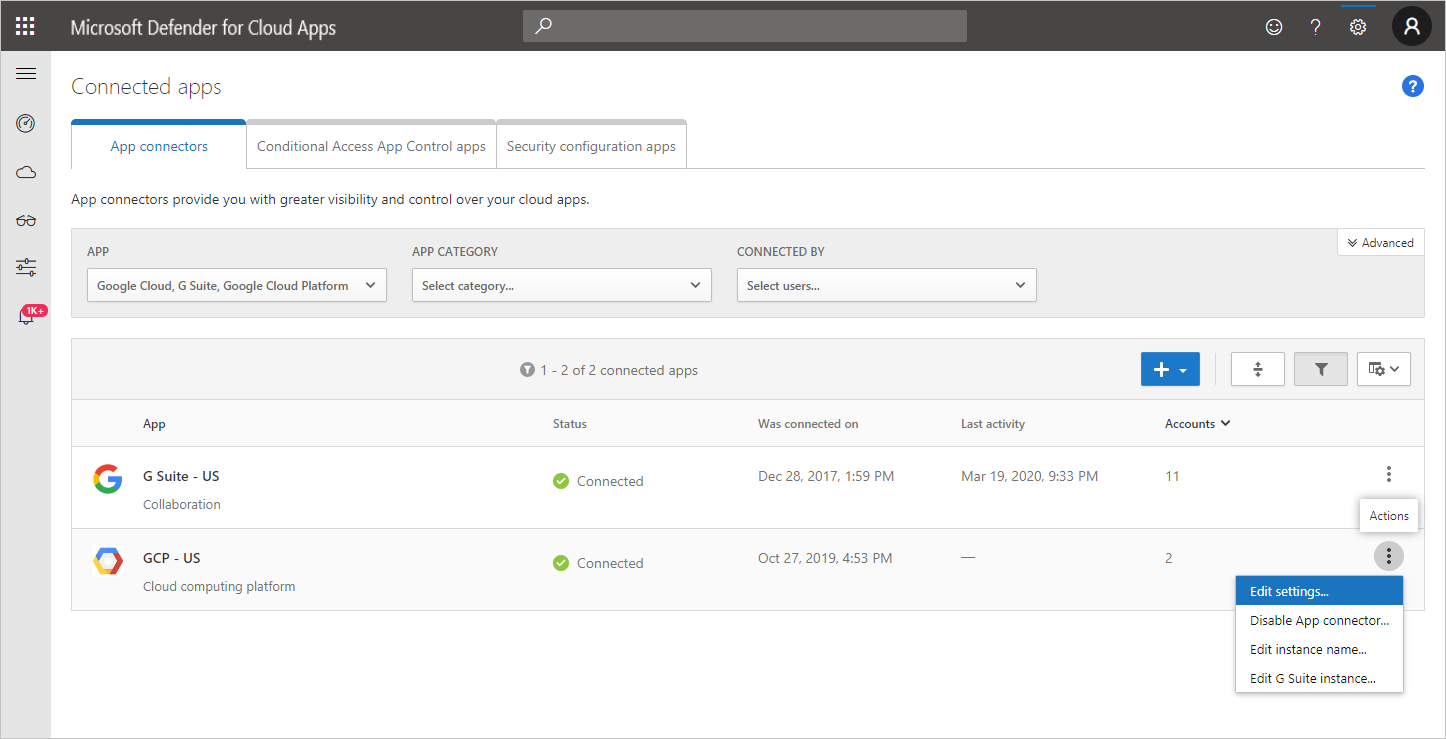 Microsoft Defender for Cloud Apps
?
Connected apps
?
App connectors
Conditional Access App Control apps
Security configuration apps
App connectors provide you with greater visibility and control over your cloud apps.
Advanced
APP
APP CATEGORY
CONNECTED BY
Google Cloud, G Suite, Google Cloud Platform
Select category...
Select users...
1K+
1 - 2 of 2 connected apps
App
Status
Was connected on
Last activity
Accounts
G Suite - US
Connected
Dec 28, 2017, 1:59 PM
Mar 19, 2020, 9:33 PM
11
Collaboration
Actions
GCP - US
Connected
Oct 27, 2019, 4:53 PM
—
2
Cloud computing platform
Edit settings...
Disable App connector...
Edit instance name...
Edit G Suite instance...